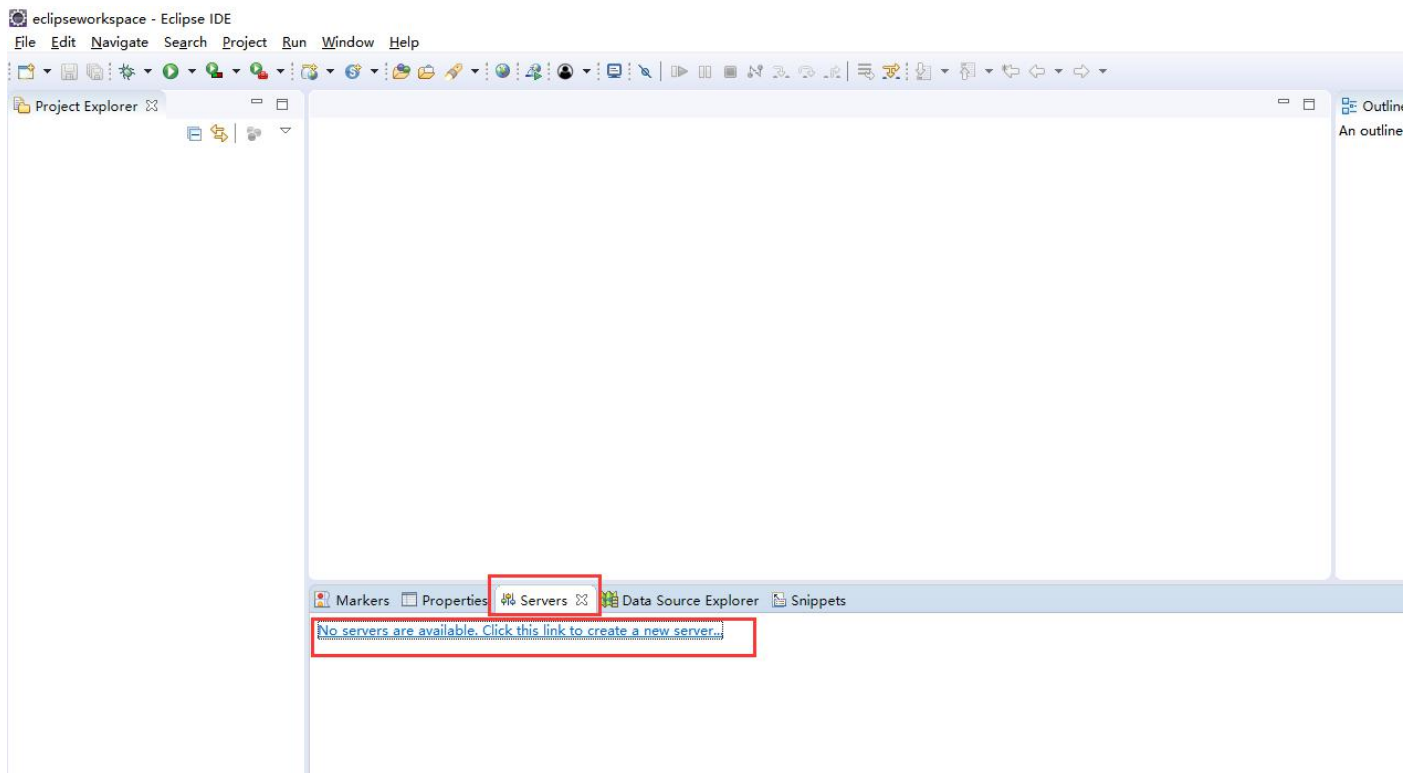 eclipseworkspace - Eclipse IDE
File Edit Navigate Search Project Run Window Help
Project Explorer
Outline
An outline
Markers Properties Servers Data Source Explorer Snippets
No servers are available. Click this link to create a new server...